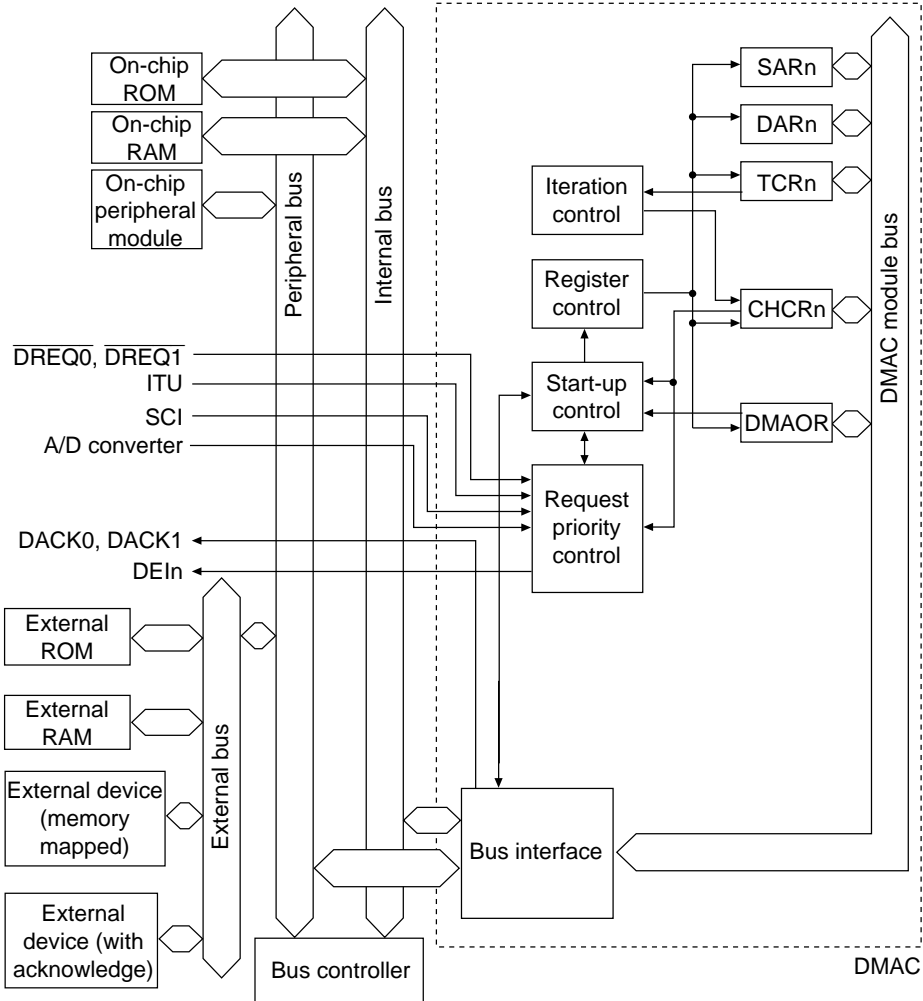 On-chip
ROM
On-chip
RAM
On-chip
peripheral
module
Peripheral bus
Internal bus
SARn
DARn
TCRn
Iteration
control
Register
control
CHCRn
DMAC module bus
DREQ0, DREQ1
ITU
SCI
A/D converter
Start-up
control
DMAOR
Request
priority
control
DACK0, DACK1
DEIn
External
ROM
External
RAM
External device
(memory
mapped)
External
device (with
acknowledge)
External bus
Bus interface
Bus controller
DMAC